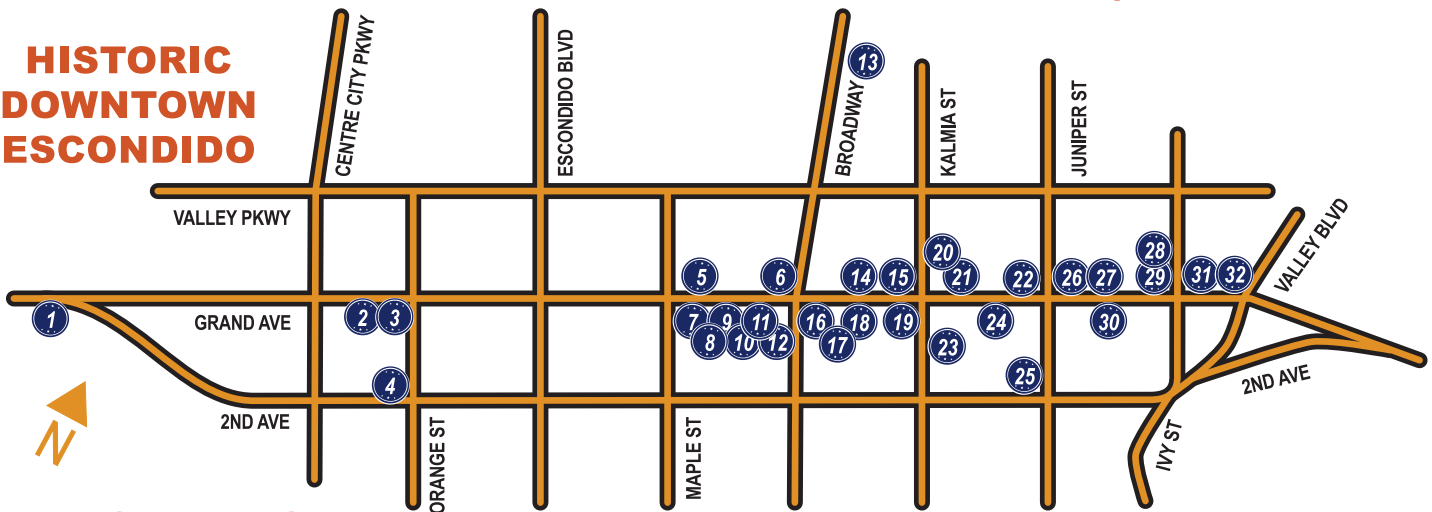 HISTORIC
DOWNTOWN
ESCONDIDO
CENTRE CITY PKWY
ESCONDIDO BLVD
BROADWAY
13
KALMIA ST
JUNIPER ST
VALLEY PKWY
VALLEY BLVD
5
6
14
15
20
21
22
26
27
28
29
31
32
1
GRAND AVE
2
3
7
8
9
10
11
12
16
17
18
19
23
24
30
4
25
2ND AVE
2ND AVE
N
ORANGE ST
MAPLE ST
IVY ST